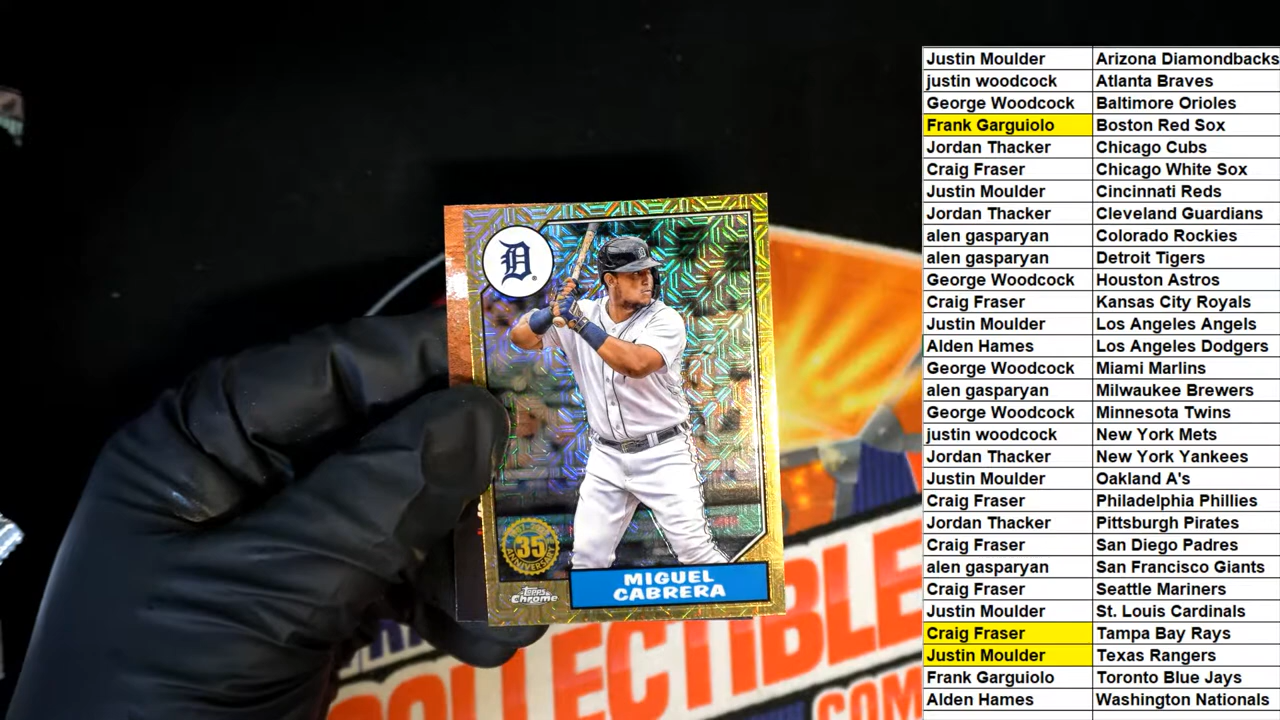 D
35
ANNIVERSARY
Topps
Chrome
MIGUEL
CABRERA
COLLECTIBLE
COM
Justin Moulder Arizona Diamondbacks
justin woodcock Atlanta Braves
George Woodcock Baltimore Orioles
Frank Garguiolo Boston Red Sox
Jordan Thacker Chicago Cubs
Craig Fraser Chicago White Sox
Justin Moulder Cincinnati Reds
Jordan Thacker Cleveland Guardians
alen gasparyan Colorado Rockies
alen gasparyan Detroit Tigers
George Woodcock Houston Astros
Craig Fraser Kansas City Royals
Justin Moulder Los Angeles Angels
Alden Hames Los Angeles Dodgers
George Woodcock Miami Marlins
alen gasparyan Milwaukee Brewers
George Woodcock Minnesota Twins
justin woodcock New York Mets
Jordan Thacker New York Yankees
Justin Moulder Oakland A's
Craig Fraser Philadelphia Phillies
Jordan Thacker Pittsburgh Pirates
Craig Fraser San Diego Padres
alen gasparyan San Francisco Giants
Craig Fraser Seattle Mariners
Justin Moulder St. Louis Cardinals
Craig Fraser Tampa Bay Rays
Justin Moulder Texas Rangers
Frank Garguiolo Toronto Blue Jays
Alden Hames Washington Nationals